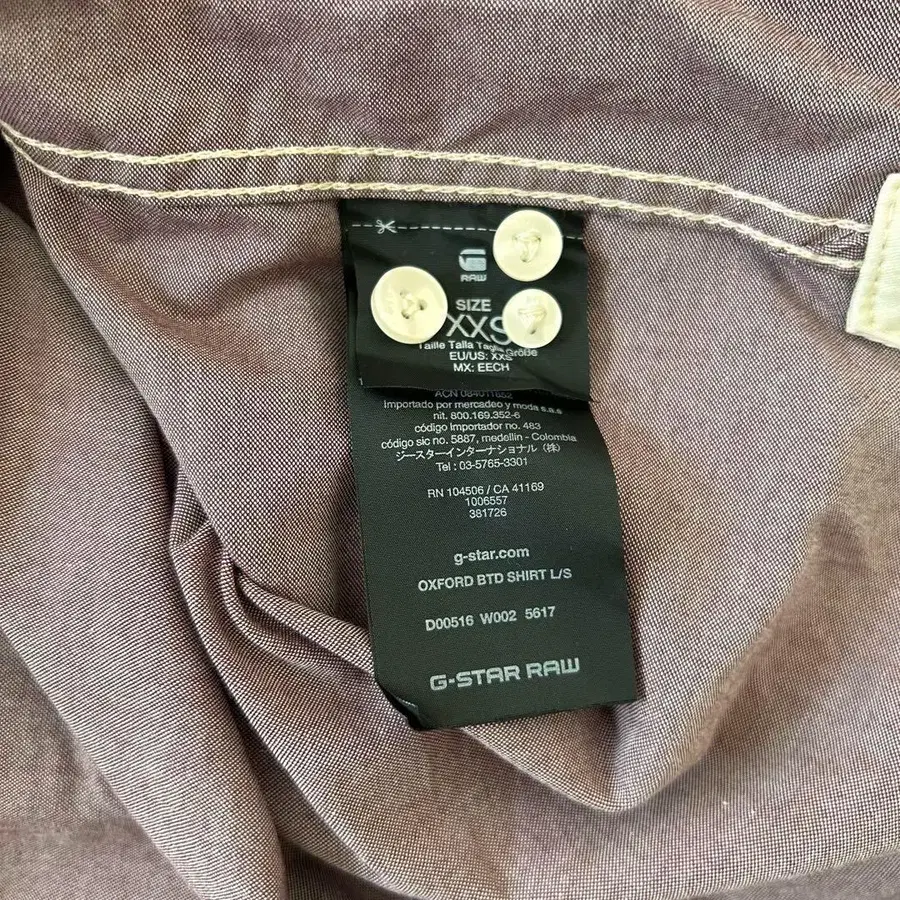 RAW
SIZE
XXS
Taille Talla Taglia Größe
EU/US: XXS
MX: EECH
ACN 084011652
importado por mercadeo y moda s.a.s
nit. 800.169.352-6
código importador no. 483
código sic no. 5887, medellin - Colombia
ジースターインターナショナル (株)
Tel : 03-5765-3301
RN 104506 / CA 41169
1006557
381726
g-star.com
OXFORD BTD SHIRT L/S
D00516 W002 5617
G-STAR RAW